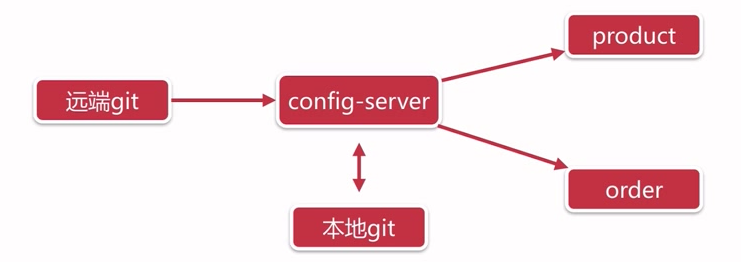 product
远端git
config-server
order
本地git